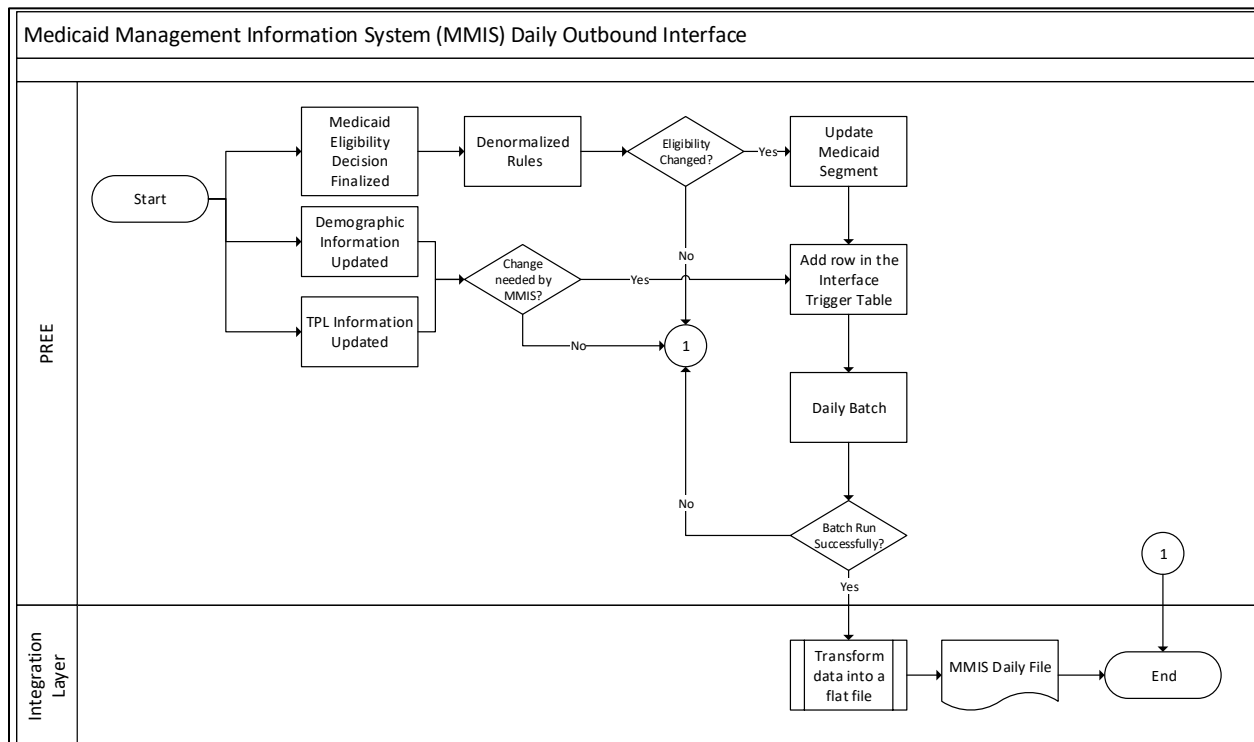 Medicaid Management Information System (MMIS) Daily Outbound Interface
PREE
Start
Medicaid
Eligibility
Decision
Finalized
Denormalized
Rules
Eligibility
Changed?
Yes
Update
Medicaid
Segment
No
Demographic
Information
Updated
TPL Information
Updated
Change
needed by
MMIS?
Yes
No
Add row in the
Interface
Trigger Table
1
Daily Batch
Batch Run
Successfully?
No
Yes
1
Integration
Layer
Transform
data into a
flat file
MMIS Daily File
End